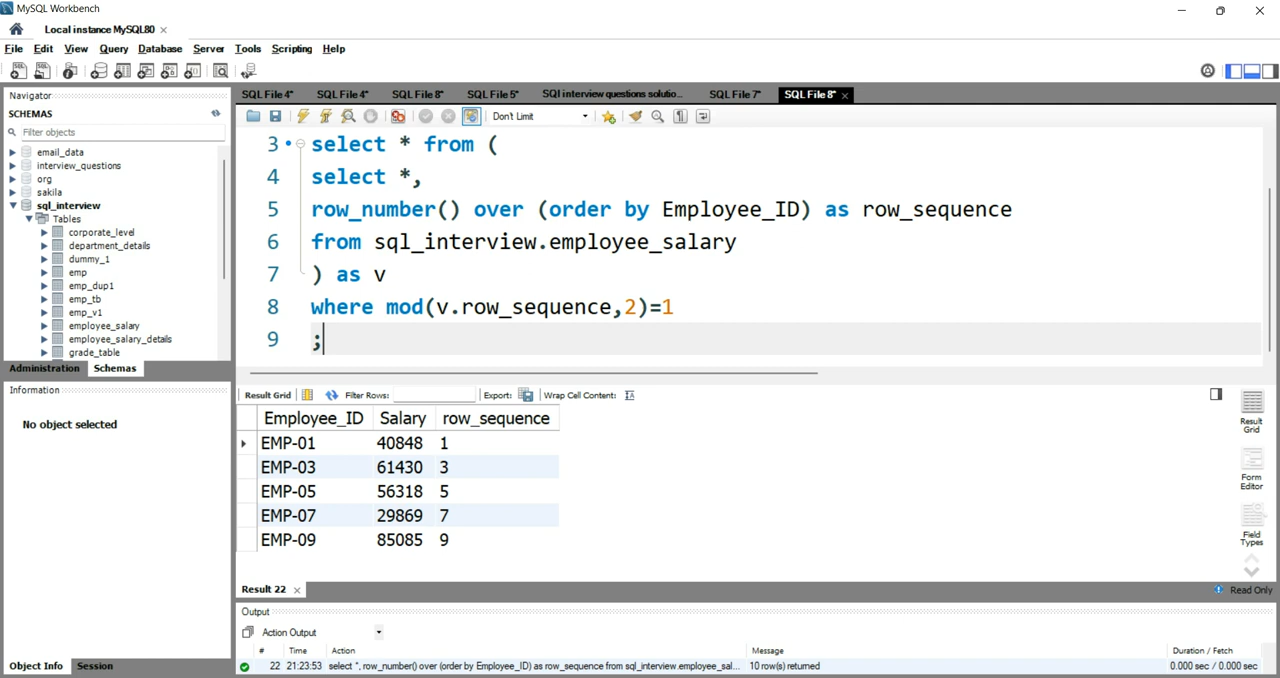 MySQL Workbench
Local instance MySQL80 ×
File Edit View Query Database Server Tools Scripting Help
Navigator
SCHEMAS
Filter objects
email_data
interview_questions
org
sakila
sql_interview
Tables
corporate_level
department_details
dummy_1
emp
emp_dup1
emp_tb
emp_v1
employee_salary
employee_salary_details
grade_table
Administration Schemas
Information
No object selected
Object Info Session
SQL File 4* SQL File 4* SQL File 8* SQL File 5* SQl interview questions solutio... SQL File 7* SQL File 8* ×
Don't Limit
3 select * from (
4 select *,
5 row_number() over (order by Employee_ID) as row_sequence
6 from sql_interview.employee_salary
7 ) as v
8 where mod(v.row_sequence,2)=1
9 ;
Result Grid Filter Rows: Export: Wrap Cell Content:
Employee_ID Salary row_sequence
EMP-01 40848 1
EMP-03 61430 3
EMP-05 56318 5
EMP-07 29869 7
EMP-09 85085 9
Result Grid
Form Editor
Field Types
Result 22 × Read Only
Output
Action Output
# Time Action Message Duration / Fetch
22 21:23:53 select *, row_number() over (order by Employee_ID) as row_sequence from sql_interview.employee_sal... 10 row(s) returned 0.000 sec / 0.000 sec